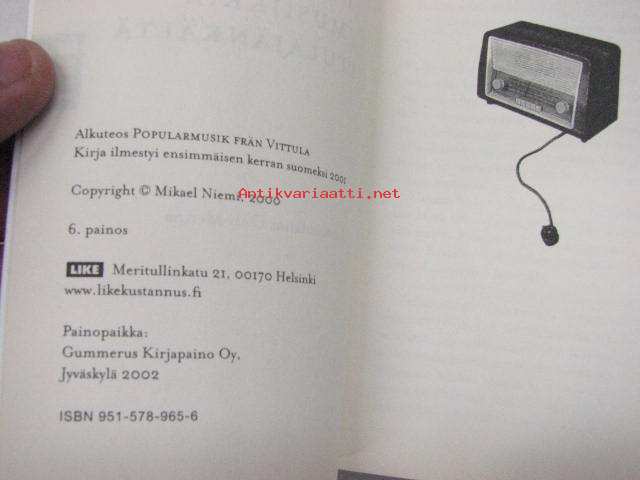 Alkuteos POPULARMUSIK FRÅN VITTULA
Kirja ilmestyi ensimmäisen kerran suomeksi 2001
Copyright © Mikael Niemi, 2000
Antikvariaatti.net
6. painos
LIKE Meritullinkatu 21, 00170 Helsinki
www.likekustannus.fi
Painopaikka:
Gummerus Kirjapaino Oy,
Jyväskylä 2002
ISBN 951-578-965-6